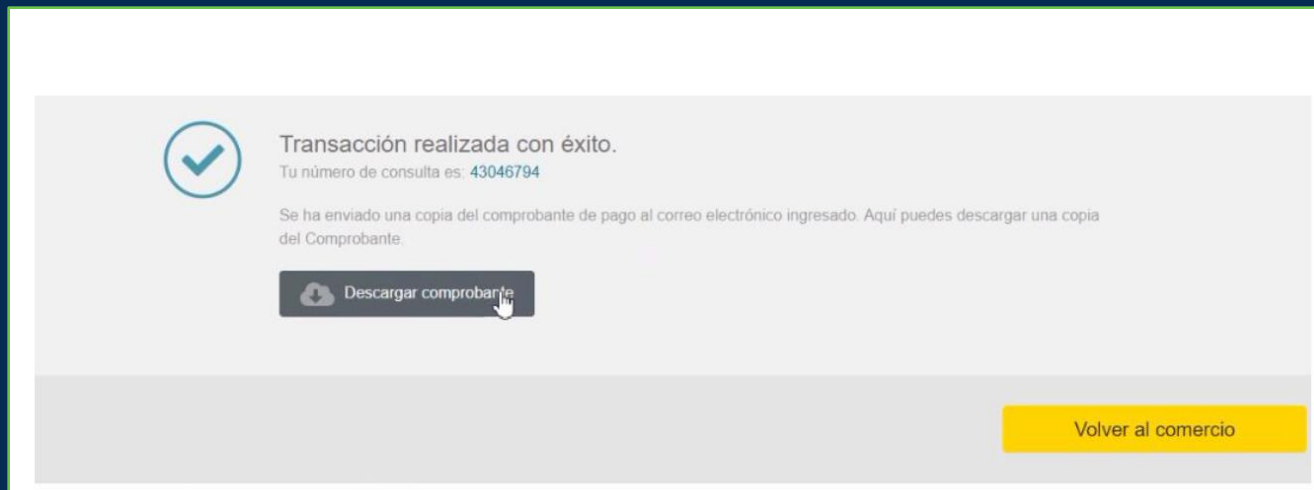 Transacción realizada con éxito.
Tu número de consulta es: 43046794
Se ha enviado una copia del comprobante de pago al correo electrónico ingresado. Aquí puedes descargar una copia
del Comprobante.
Descargar comprobante
Volver al comercio